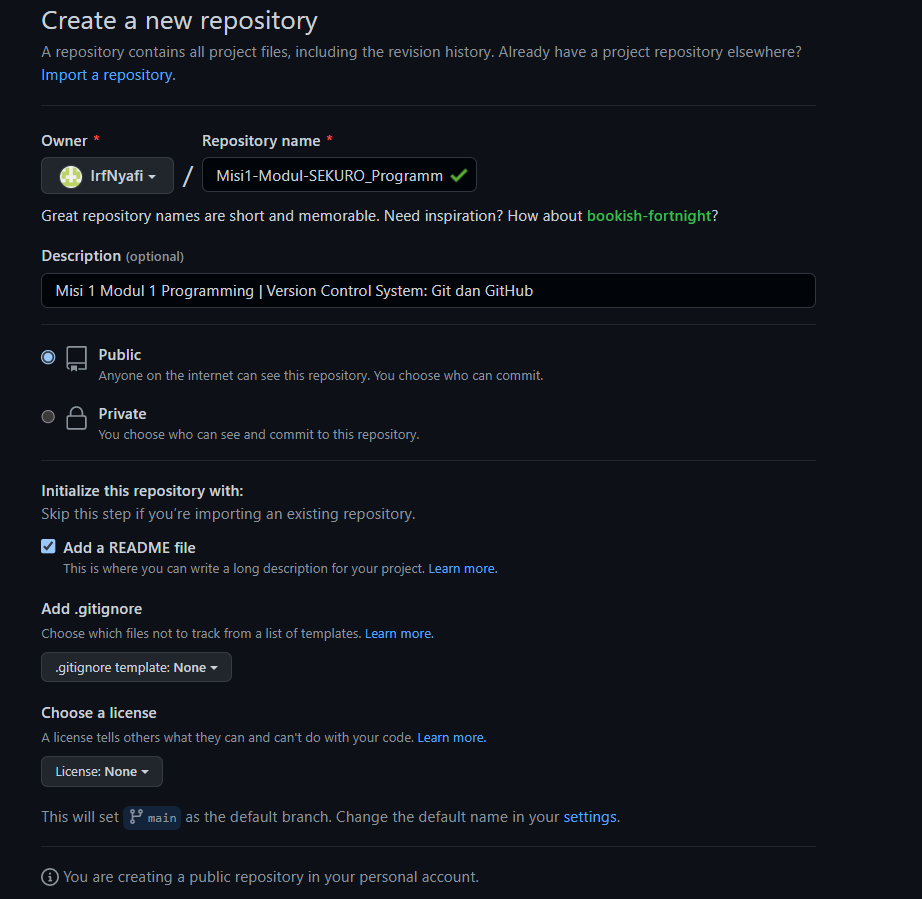 Create a new repository
A repository contains all project files, including the revision history. Already have a project repository elsewhere?
Import a repository.
Owner * Repository name *
IrfNyafi / Misi1-Modul-SEKURO_Programm
Great repository names are short and memorable. Need inspiration? How about bookish-fortnight?
Description (optional)
Misi 1 Modul 1 Programming | Version Control System: Git dan GitHub
Public
Anyone on the internet can see this repository. You choose who can commit.
Private
You choose who can see and commit to this repository.
Initialize this repository with:
Skip this step if you’re importing an existing repository.
Add a README file
This is where you can write a long description for your project. Learn more.
Add .gitignore
Choose which files not to track from a list of templates. Learn more.
.gitignore template: None
Choose a license
A license tells others what they can and can't do with your code. Learn more.
License: None
This will set main as the default branch. Change the default name in your settings.
You are creating a public repository in your personal account.